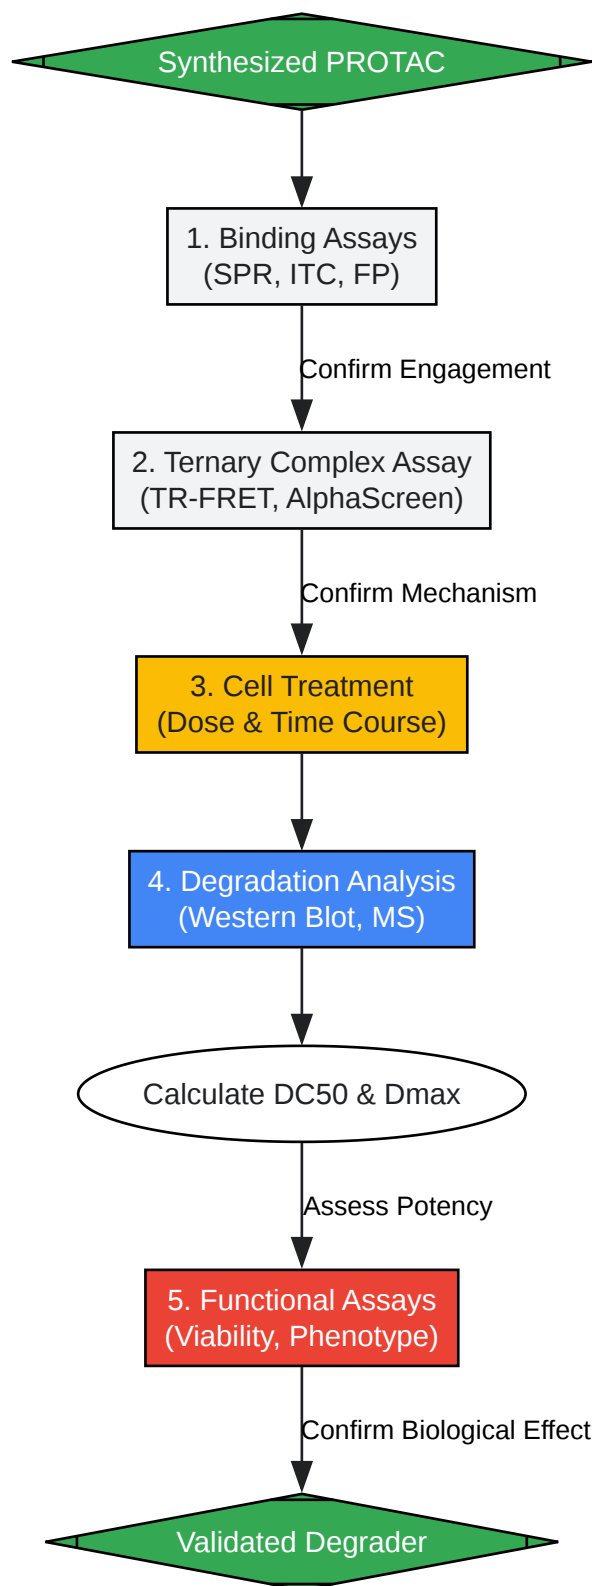 Synthesized PROTAC
1. Binding Assays
(SPR, ITC, FP)
Confirm Engagement
2. Ternary Complex Assay
(TR-FRET, AlphaScreen)
Confirm Mechanism
3. Cell Treatment
(Dose & Time Course)
4. Degradation Analysis
(Western Blot, MS)
Calculate DC50 & Dmax
Assess Potency
5. Functional Assays
(Viability, Phenotype)
Confirm Biological Effect
Validated Degrader